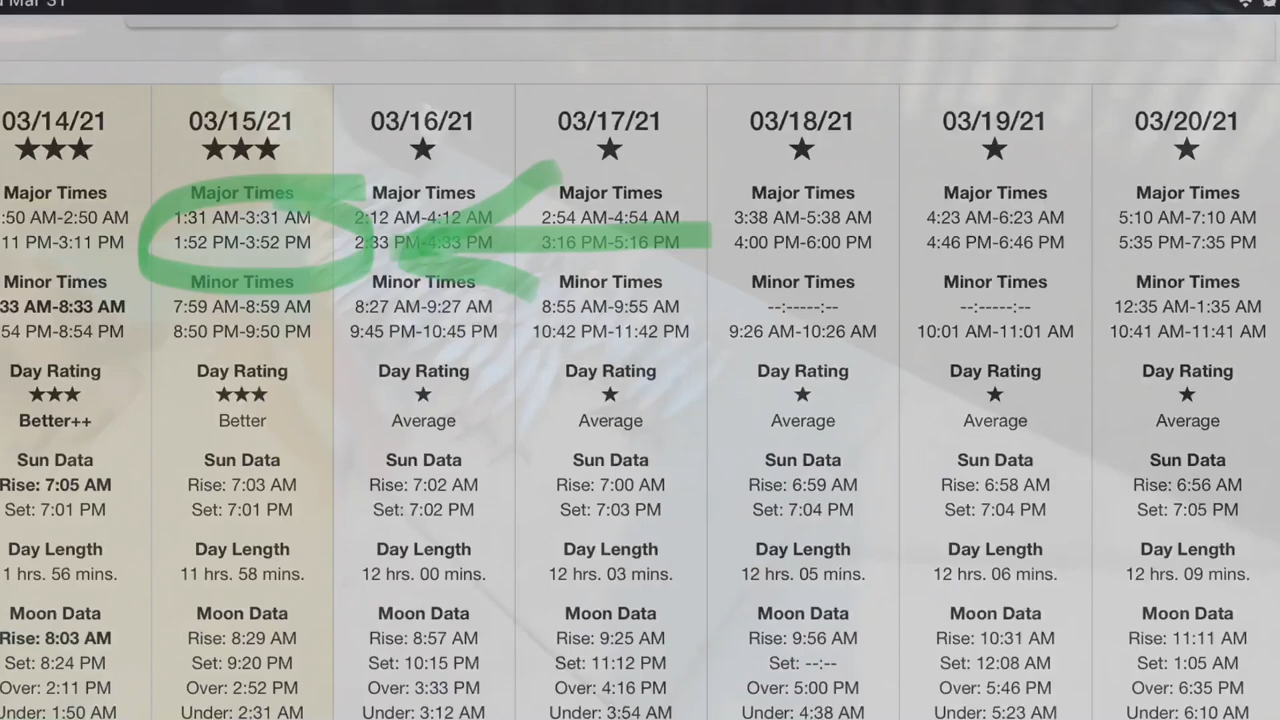 Mar 31
03/14/21 03/15/21 03/16/21 03/17/21 03/18/21 03/19/21 03/20/21
★★★ ★★★ ★ ★ ★ ★ ★
Major Times Major Times Major Times Major Times Major Times Major Times Major Times
:50 AM-2:50 AM 1:31 AM-3:31 AM 2:12 AM-4:12 AM 2:54 AM-4:54 AM 3:38 AM-5:38 AM 4:23 AM-6:23 AM 5:10 AM-7:10 AM
11 PM-3:11 PM 1:52 PM-3:52 PM 2:33 PM-4:33 PM 3:16 PM-5:16 PM 4:00 PM-6:00 PM 4:46 PM-6:46 PM 5:35 PM-7:35 PM
Minor Times Minor Times Minor Times Minor Times Minor Times Minor Times Minor Times
33 AM-8:33 AM 7:59 AM-8:59 AM 8:27 AM-9:27 AM 8:55 AM-9:55 AM --:-----:-- --:-----:-- 12:35 AM-1:35 AM
54 PM-8:54 PM 8:50 PM-9:50 PM 9:45 PM-10:45 PM 10:42 PM-11:42 PM 9:26 AM-10:26 AM 10:01 AM-11:01 AM 10:41 AM-11:41 AM
Day Rating Day Rating Day Rating Day Rating Day Rating Day Rating Day Rating
★★★ ★★★ ★ ★ ★ ★ ★
Better++ Better Average Average Average Average Average
Sun Data Sun Data Sun Data Sun Data Sun Data Sun Data Sun Data
Rise: 7:05 AM Rise: 7:03 AM Rise: 7:02 AM Rise: 7:00 AM Rise: 6:59 AM Rise: 6:58 AM Rise: 6:56 AM
Set: 7:01 PM Set: 7:01 PM Set: 7:02 PM Set: 7:03 PM Set: 7:04 PM Set: 7:04 PM Set: 7:05 PM
Day Length Day Length Day Length Day Length Day Length Day Length Day Length
1 hrs. 56 mins. 11 hrs. 58 mins. 12 hrs. 00 mins. 12 hrs. 03 mins. 12 hrs. 05 mins. 12 hrs. 06 mins. 12 hrs. 09 mins.
Moon Data Moon Data Moon Data Moon Data Moon Data Moon Data Moon Data
Rise: 8:03 AM Rise: 8:29 AM Rise: 8:57 AM Rise: 9:25 AM Rise: 9:56 AM Rise: 10:31 AM Rise: 11:11 AM
Set: 8:24 PM Set: 9:20 PM Set: 10:15 PM Set: 11:12 PM Set: --:-- Set: 12:08 AM Set: 1:05 AM
Over: 2:11 PM Over: 2:52 PM Over: 3:33 PM Over: 4:16 PM Over: 5:00 PM Over: 5:46 PM Over: 6:35 PM
Under: 1:50 AM Under: 2:31 AM Under: 3:12 AM Under: 3:54 AM Under: 4:38 AM Under: 5:23 AM Under: 6:10 AM